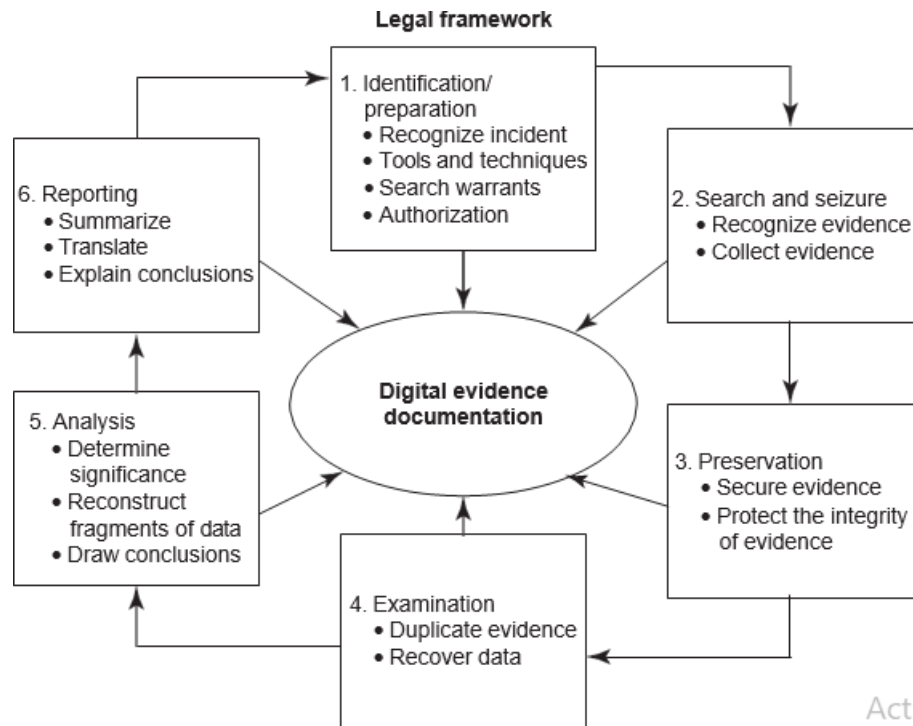 Legal framework
1. Identification/
preparation
• Recognize incident
• Tools and techniques
• Search warrants
• Authorization
2. Search and seizure
• Recognize evidence
• Collect evidence
3. Preservation
• Secure evidence
• Protect the integrity
of evidence
4. Examination
• Duplicate evidence
• Recover data
5. Analysis
• Determine
significance
• Reconstruct
fragments of data
• Draw conclusions
6. Reporting
• Summarize
• Translate
• Explain conclusions
Digital evidence
documentation
Act